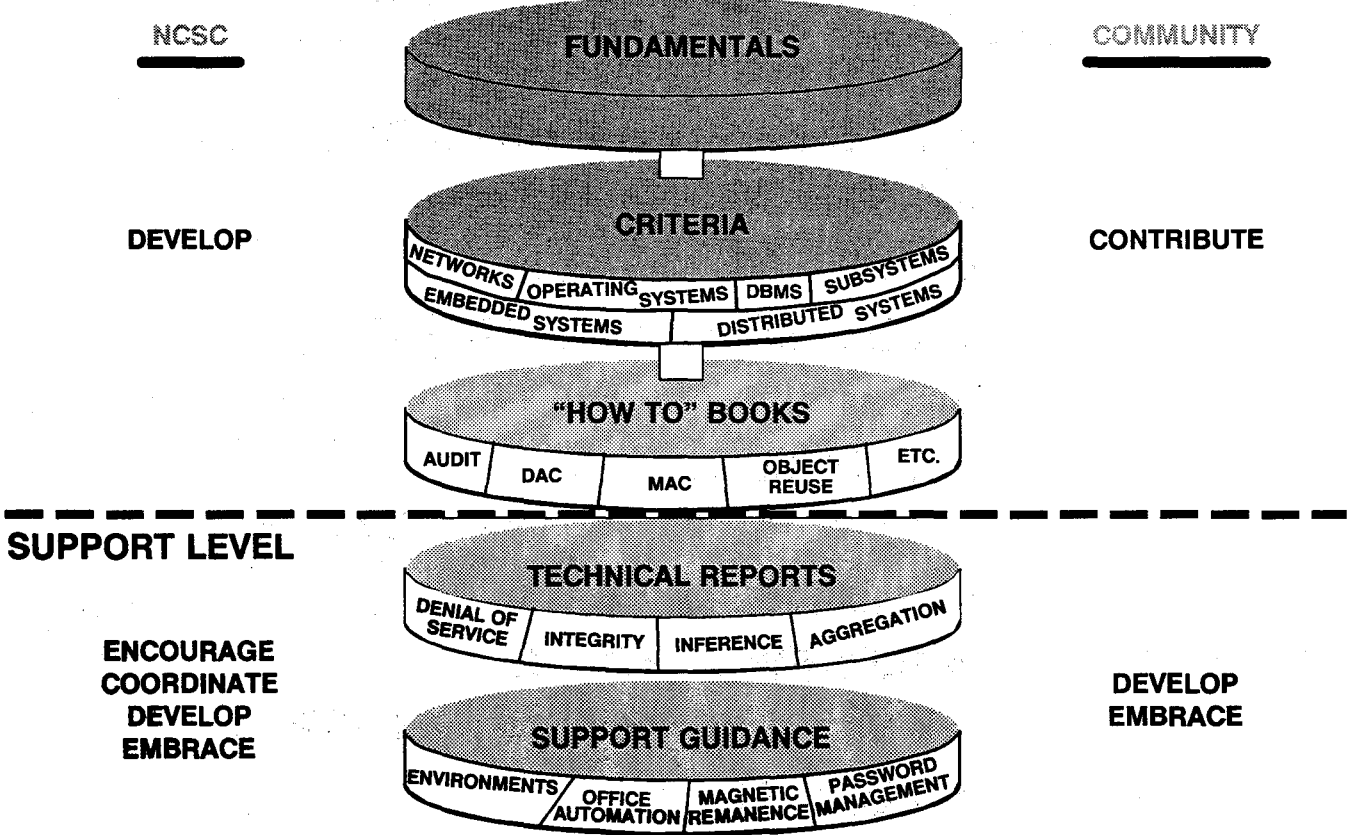 NCSC
COMMUNITY
FUNDAMENTALS
DEVELOP
CONTRIBUTE
CRITERIA
NETWORKS
OPERATING SYSTEMS
DBMS
SUBSYSTEMS
EMBEDDED SYSTEMS
DISTRIBUTED SYSTEMS
“HOW TO” BOOKS
AUDIT
DAC
MAC
OBJECT
REUSE
ETC.
SUPPORT LEVEL
TECHNICAL REPORTS
DENIAL OF
SERVICE
INTEGRITY
INFERENCE
AGGREGATION
ENCOURAGE
COORDINATE
DEVELOP
EMBRACE
DEVELOP
EMBRACE
SUPPORT GUIDANCE
ENVIRONMENTS
OFFICE
AUTOMATION
MAGNETIC
REMANENCE
PASSWORD
MANAGEMENT